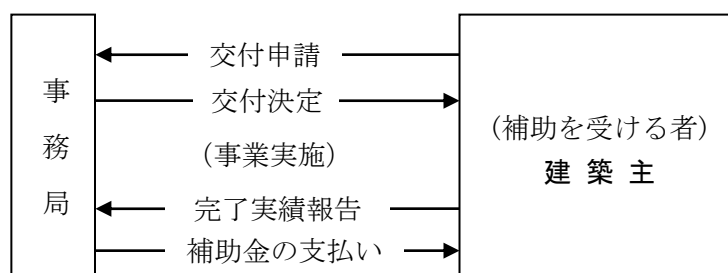 事務局
交付申請
交付決定
(事業実施)
完了実績報告
補助金の支払い
(補助を受ける者)
建築主